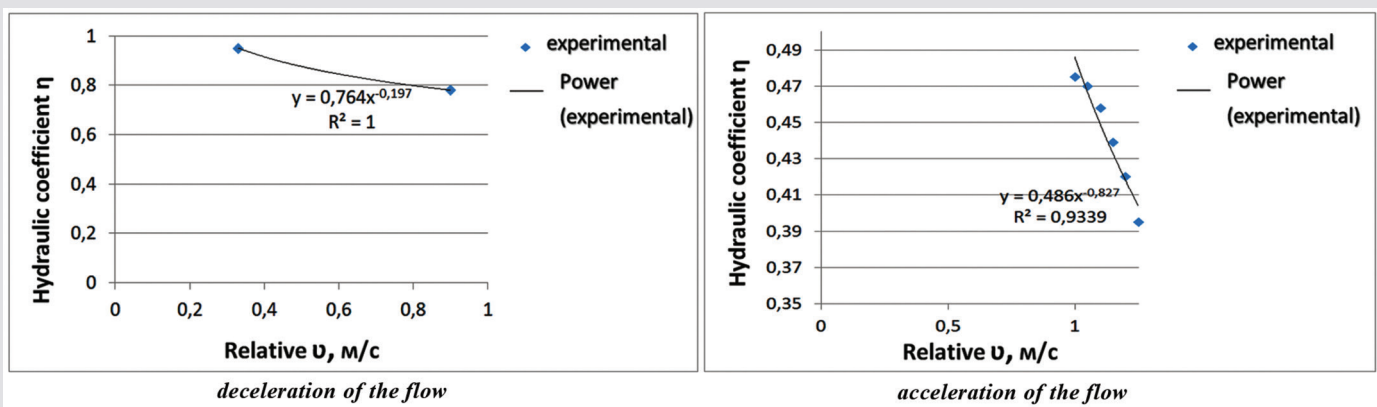 1
0,8
0,6
0,4
0,2
0
0
0,2
0,4
0,6
0,8
1
Hydraulic coefficient η
Relative ʋ, м/с
y = 0,764x^-0,197
R² = 1
experimental
Power
(experimental)
deceleration of the flow
0,49
0,47
0,45
0,43
0,41
0,39
0,37
0,35
0
0,5
1
Hydraulic coefficient η
Relative ʋ, м/с
y = 0,486x^-0,827
R² = 0,9339
experimental
Power
(experimental)
acceleration of the flow